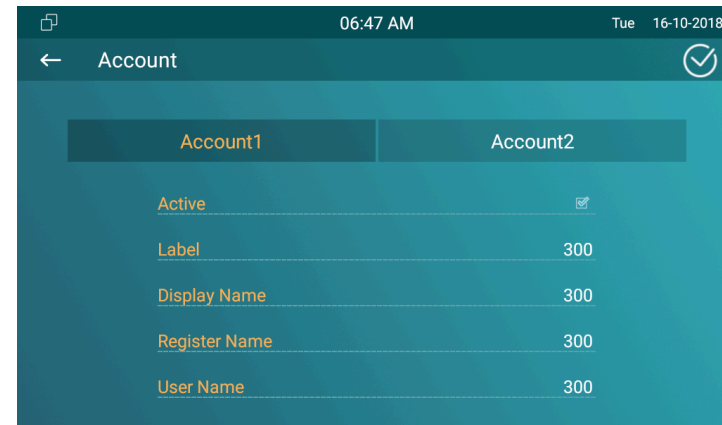 06:47 AM Tue 16-10-2018
Account
Account1 Account2
Active
Label 300
Display Name 300
Register Name 300
User Name 300